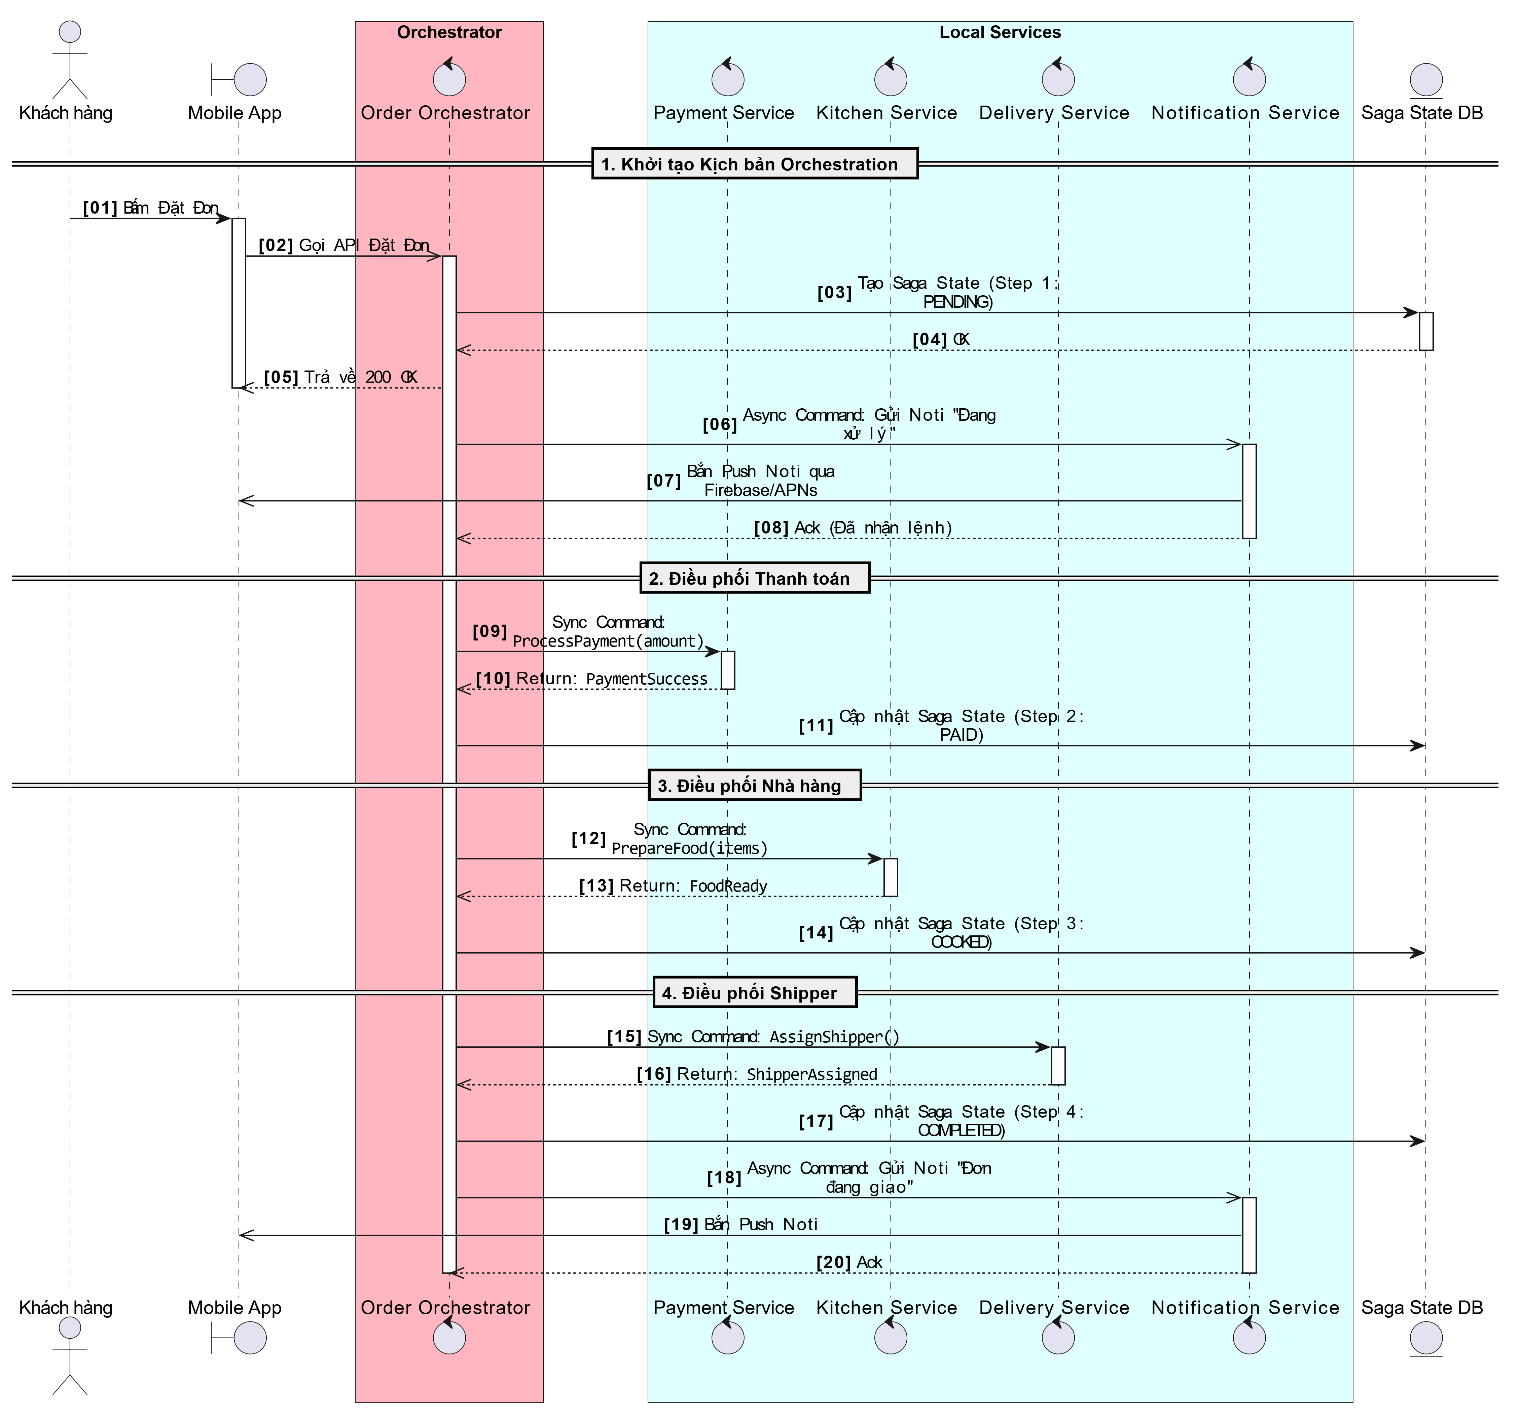 Orchestrator
Local Services
Khách hàng
Mobile App
Order Orchestrator
Payment Service
Kitchen Service
Delivery Service
Notification Service
Saga State DB
1. Khởi tạo Kịch bản Orchestration
[01] Bấm Đặt Đơn
[02] Gọi API Đặt Đơn
[03] Tạo Saga State (Step 1:
PENDING)
[04] OK
[05] Trả về 200 OK
[06] Async Command: Gửi Noti "Đang
xử lý"
[07] Bắn Push Noti qua
Firebase/APNs
[08] Ack (Đã nhận lệnh)
2. Điều phối Thanh toán
[09] Sync Command:
ProcessPayment(amount)
[10] Return: PaymentSuccess
[11] Cập nhật Saga State (Step 2:
PAID)
3. Điều phối Nhà hàng
[12] Sync Command:
PrepareFood(items)
[13] Return: FoodReady
[14] Cập nhật Saga State (Step 3:
COOKED)
4. Điều phối Shipper
[15] Sync Command: AssignShipper()
[16] Return: ShipperAssigned
[17] Cập nhật Saga State (Step 4:
COMPLETED)
[18] Async Command: Gửi Noti "Đơn
đang giao"
[19] Bắn Push Noti
[20] Ack
Khách hàng
Mobile App
Order Orchestrator
Payment Service
Kitchen Service
Delivery Service
Notification Service
Saga State DB